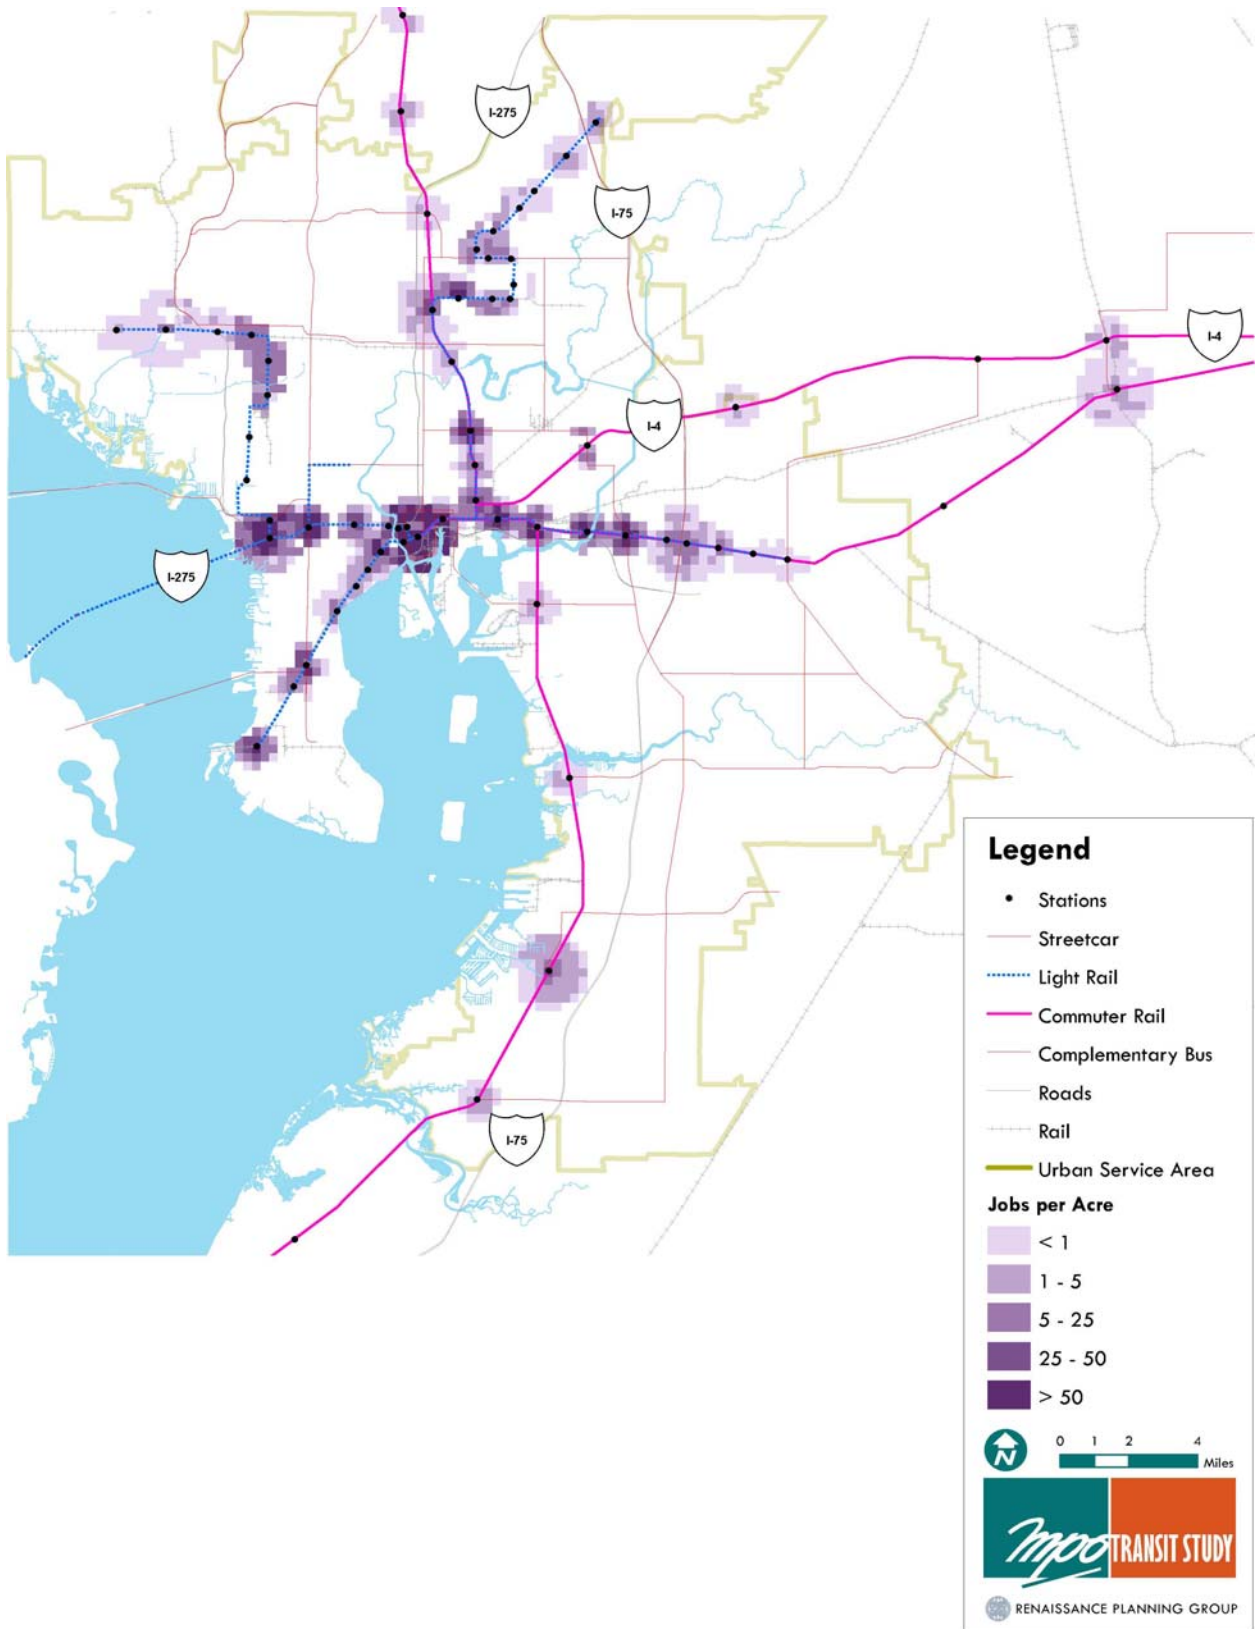 I-275
I-75
I-4
I-4
I-275
I-75
Legend
Stations
Streetcar
Light Rail
Commuter Rail
Complementary Bus
Roads
Rail
Urban Service Area
Jobs per Acre
< 1
1 - 5
5 - 25
25 - 50
> 50
N
0 1 2 4
Miles
mpo TRANSIT STUDY
RENAISSANCE PLANNING GROUP